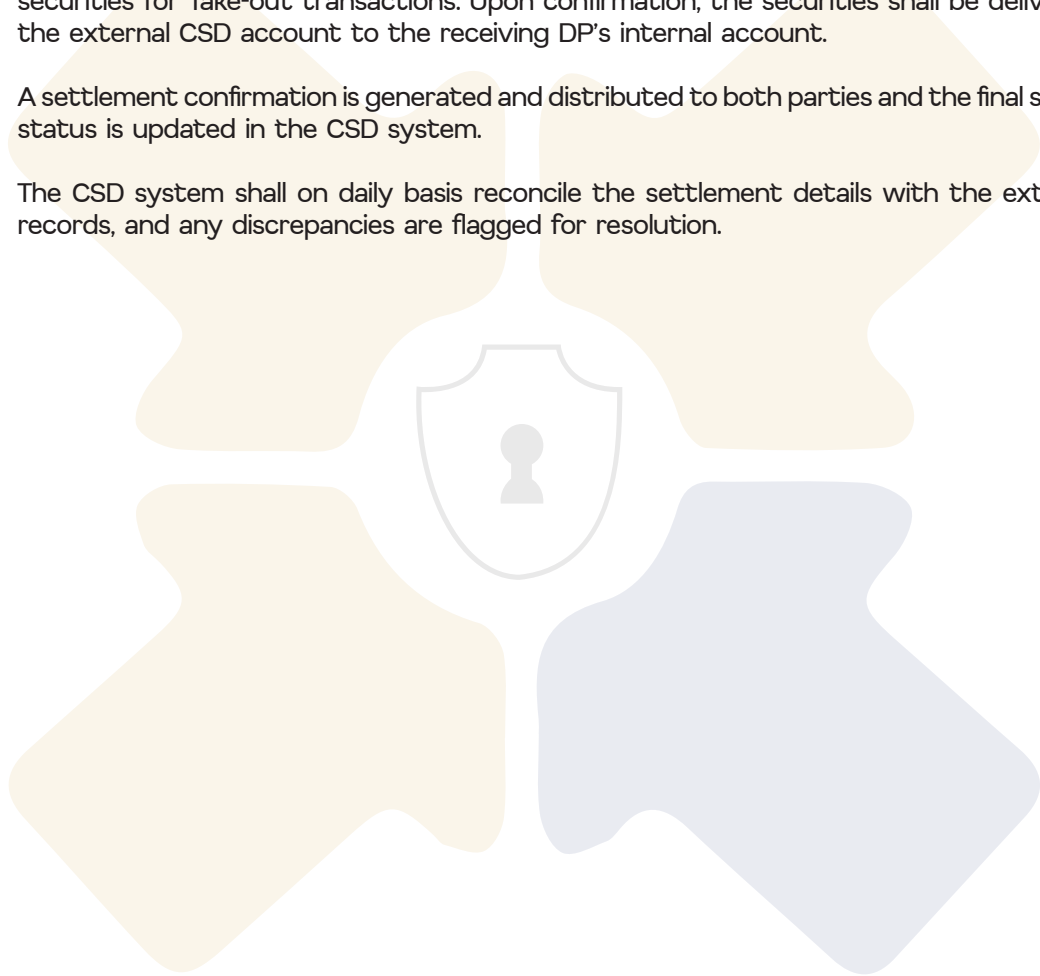 securities for Take-out transactions. Upon confirmation, the securities shall be
the external CSD account to the receiving DP’s internal account.
A settlement confirmation is generated and distributed to both parties and the final
status is updated in the CSD system.
The CSD system shall on daily basis reconcile the settlement details with the
records, and any discrepancies are flagged for resolution.